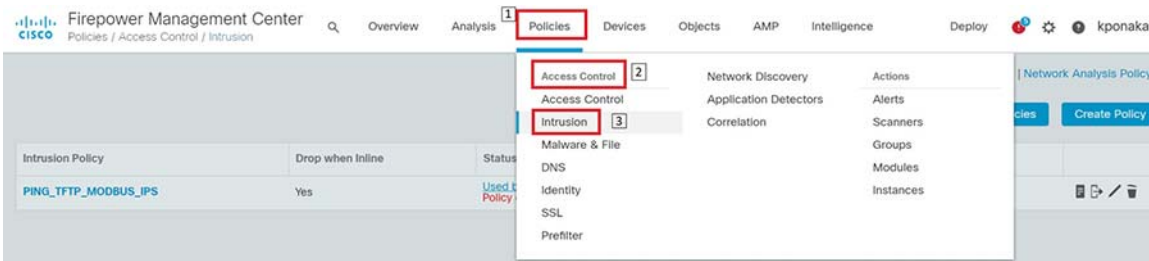 CISCO
Firepower Management Center
Policies / Access Control / Intrusion
Overview
Analysis
1
Policies
Devices
Objects
AMP
Intelligence
Deploy
kponaka
Access Control
2
Network Discovery
Actions
Network Analysis Policy
Access Control
Application Detectors
Alerts
cies
Create Policy
Intrusion
3
Correlation
Scanners
Malware & File
Groups
DNS
Modules
Identity
Instances
SSL
Prefilter
Intrusion Policy
Drop when Inline
Status
PING_TFTP_MODBUS_IPS
Yes
Used b
Policy